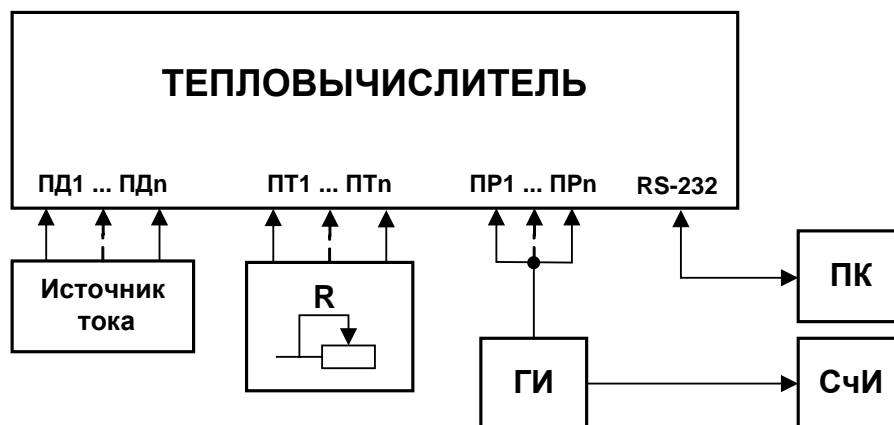 ТЕПЛОВЫЧИСЛИТЕЛЬ
ПД1 ... ПДn ПТ1 ... ПТn ПР1 ... ПРn RS-232
Источник
тока
R
ПК
ГИ
СчИ